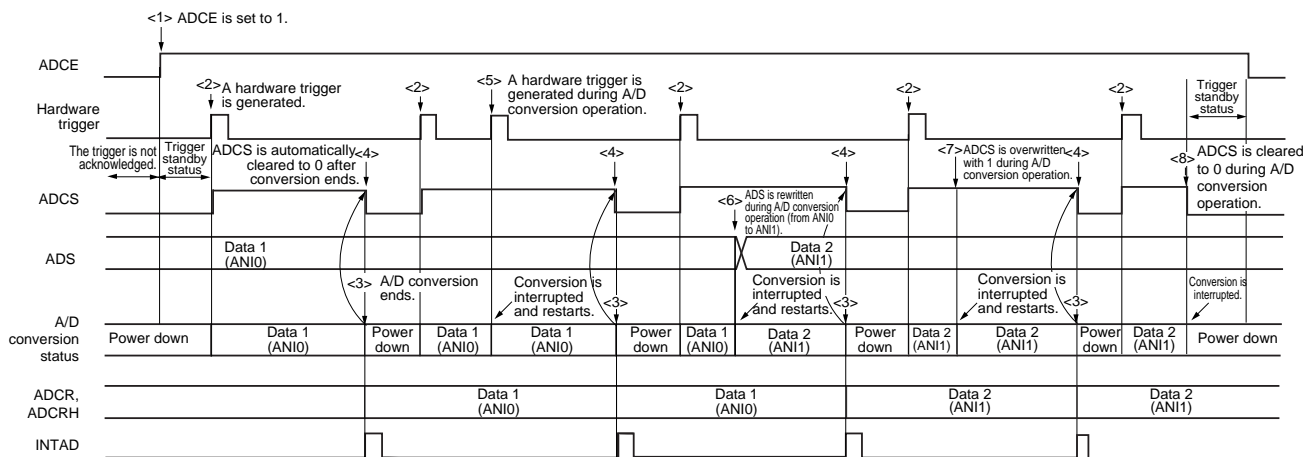 <1> ADCE is set to 1.
ADCE
<2> A hardware trigger is generated.
<2>
<5> A hardware trigger is generated during A/D conversion operation.
<2>
<2>
<2>
Trigger standby status
Hardware trigger
The trigger is not acknowledged.
Trigger standby status
ADCS is automatically cleared to 0 after conversion ends.
<4>
<4>
<4>
<7> ADCS is overwritten with 1 during A/D conversion operation.
<4>
<8> ADCS is cleared to 0 during A/D conversion operation.
ADCS
<6> ADS is rewritten during A/D conversion operation (from ANI0 to ANI1).
ADS
Data 1 (ANI0)
Data 2 (ANI1)
<3> A/D conversion ends.
Conversion is interrupted and restarts.
<3>
Conversion is interrupted and restarts.
<3>
Conversion is interrupted and restarts.
<3>
Conversion is interrupted.
A/D conversion status
Power down
Data 1 (ANI0)
Power down
Data 1 (ANI0)
Data 1 (ANI0)
Power down
Data 1 (ANI0)
Data 2 (ANI1)
Power down
Data 2 (ANI1)
Data 2 (ANI1)
Power down
Data 2 (ANI1)
Power down
ADCR, ADCRH
Data 1 (ANI0)
Data 1 (ANI0)
Data 2 (ANI1)
Data 2 (ANI1)
INTAD